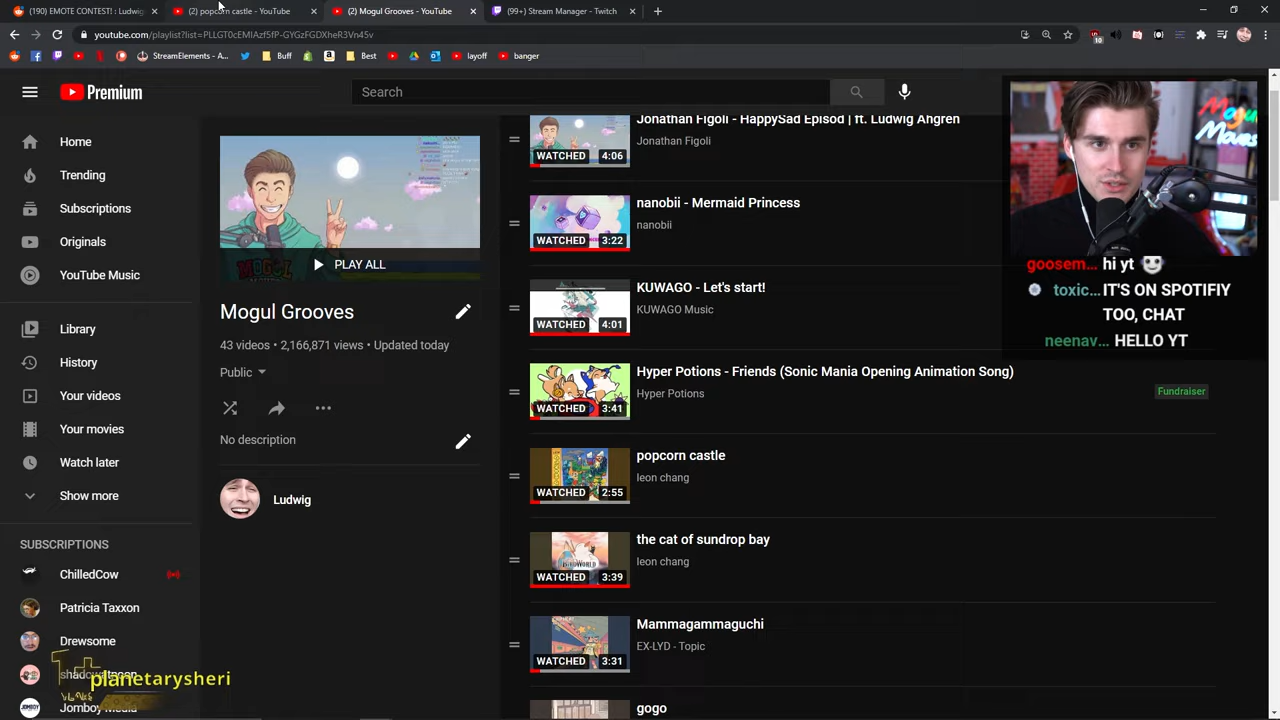 (190) EMOTE CONTEST! : Ludwi
(2) popcorn castle - YouTube
(2) Mogul Grooves - YouTube
(99+) Stream Manager - Twitch
youtube.com/playlist?list=PLLGT0cEMIAzf5fP-GYGzFGDXheR3Vn45v
StreamElements - A...
Buff
Best
layoff
banger
Premium
Search
Home
Trending
Subscriptions
Originals
YouTube Music
Library
History
Your videos
Your movies
Watch later
Show more
SUBSCRIPTIONS
ChilledCow
Patricia Taxxon
Drewsome
Jomboy Media
JOMBOY
planetarysheri
PLAY ALL
Mogul Grooves
43 videos • 2,166,871 views • Updated today
Public
No description
Ludwig
Jonathan Figoli - HappySad Episod | ft. Ludwig Ahgren
Jonathan Figoli
WATCHED 4:06
nanobii - Mermaid Princess
nanobii
WATCHED 3:22
KUWAGO - Let's start!
KUWAGO Music
WATCHED 4:01
Hyper Potions - Friends (Sonic Mania Opening Animation Song)
Hyper Potions
WATCHED 3:41
Fundraiser
popcorn castle
leon chang
WATCHED 2:55
the cat of sundrop bay
leon chang
WATCHED 3:39
Mammagammaguchi
EX-LYD - Topic
WATCHED 3:31
gogo
goosem... hi yt
toxic... IT'S ON SPOTIFIY
TOO, CHAT
neenav... HELLO YT